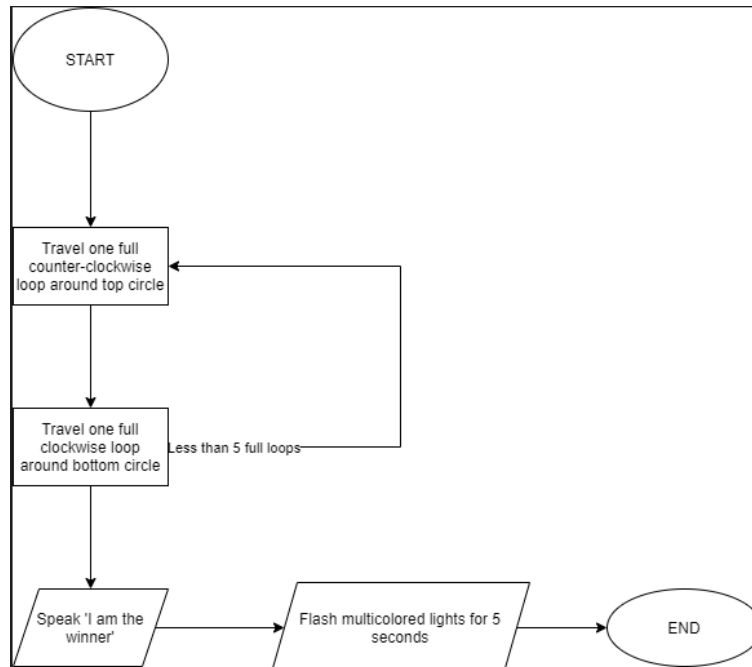 START
Travel one full
counter-clockwise
loop around top circle
Travel one full
clockwise loop
around bottom circle
Less than 5 full loops
Speak 'I am the
winner'
Flash multicolored lights for 5
seconds
END